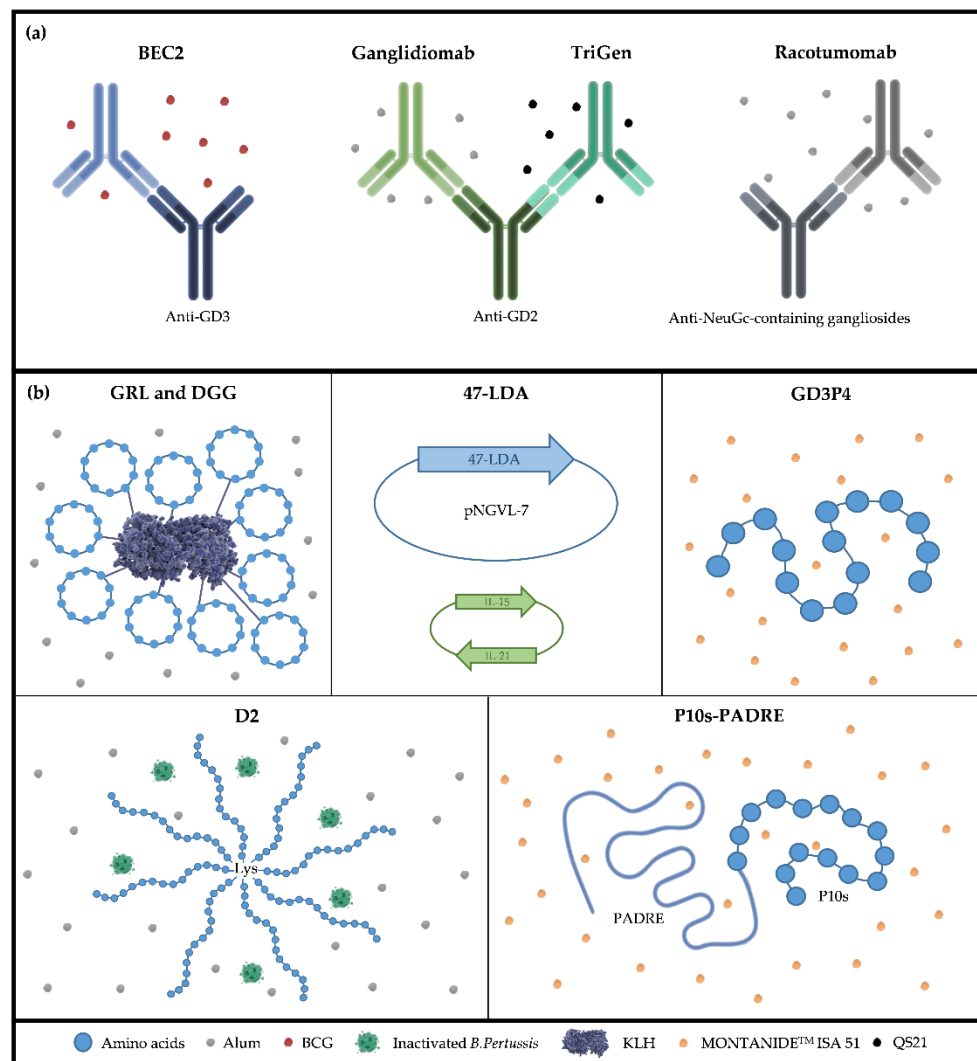 (a)
BEC2
Ganglidiomab
TriGen
Racotumomab
Anti-GD3
Anti-GD2
Anti-NeuGc-containing gangliosides
(b)
GRL and DGG
47-LDA
GD3P4
47-LDA
pNGVL-7
IL-15
IL-21
D2
P10s-PADRE
Lys
PADRE
P10s
Amino acids
Alum
BCG
Inactivated B.Pertussis
KLH
MONTANIDE™ ISA 51
QS21